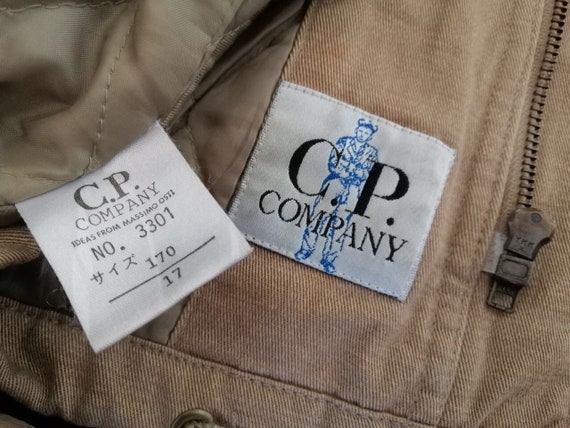 C.P.
COMPANY
IDEAS FROM MASSIMO OSTI
NO. 3301
サイズ 170
17
C.P.
COMPANY